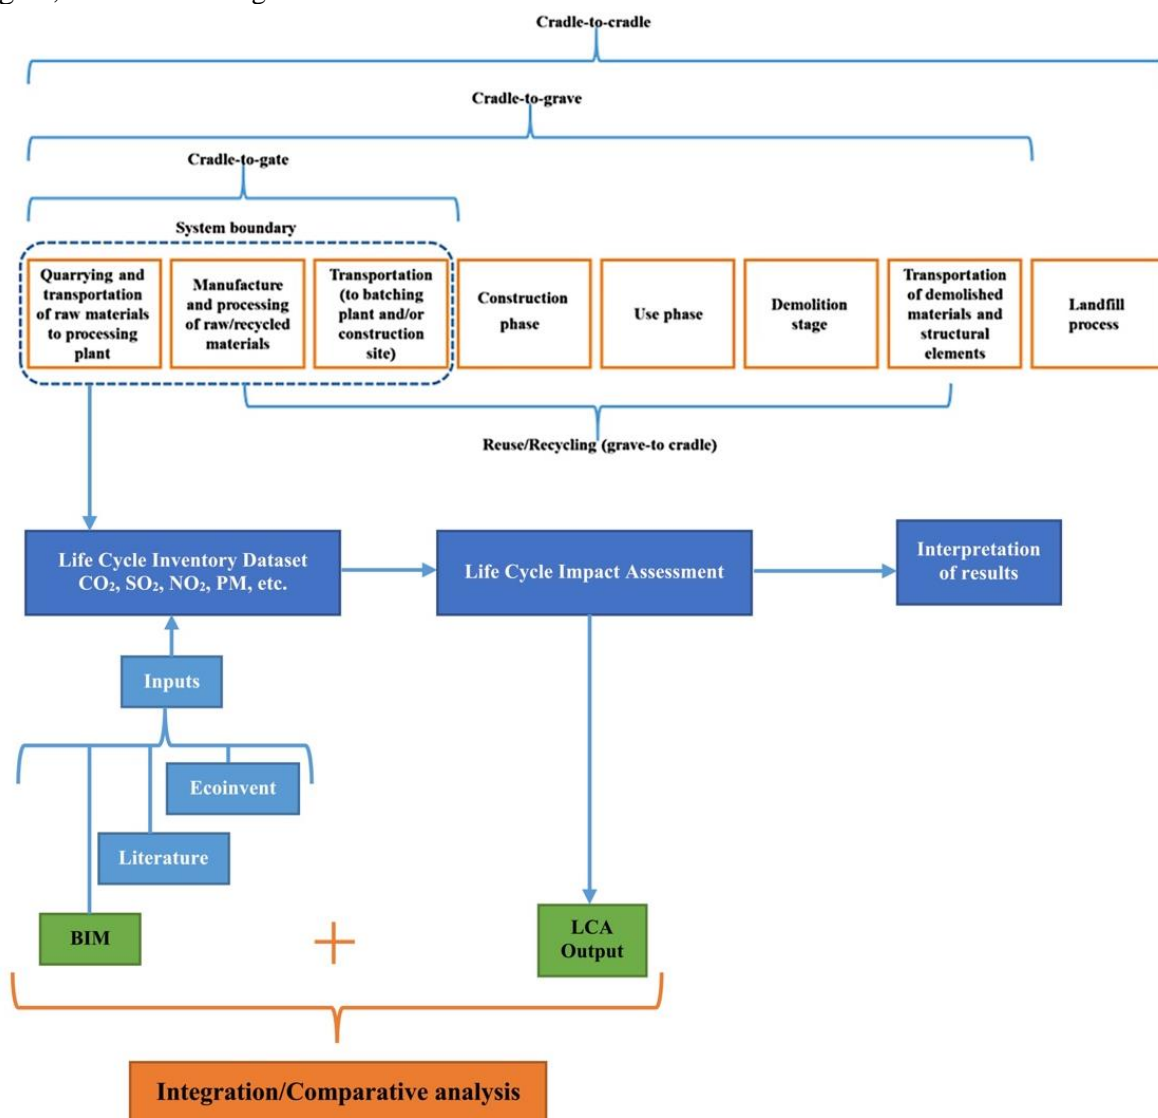 Cradle-to-cradle
Cradle-to-grave
Cradle-to-gate
System boundary
Quarrying and
transportation
of raw materials
to processing
plant
Manufacture
and processing
of raw/recycled
materials
Transportation
(to batching
plant and/or
construction
site)
Construction
phase
Use phase
Demolition
stage
Transportation
of demolished
materials and
structural
elements
Landfill
process
Reuse/Recycling (grave-to cradle)
Life Cycle Inventory Dataset
CO₂, SO₂, NO₂, PM, etc.
Life Cycle Impact Assessment
Interpretation
of results
Inputs
Ecoinvent
Literature
BIM
+
LCA
Output
Integration/Comparative analysis